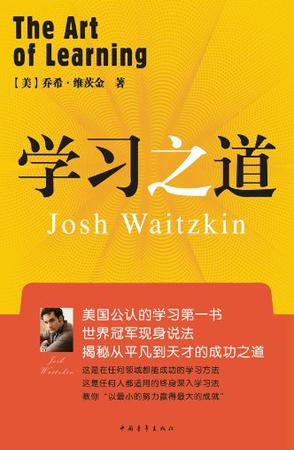 The Art
of Learning
【美】乔希·维茨金 著
学习之道
Josh Waitzkin
美国公认的学习第一书
世界冠军现身说法
揭秘从平凡到天才的成功之道
这是在任何领域都能成功的学习方法
这是任何人都适用的终身深入学习法
教你“以最小的努力赢得最大的成就”
Josh
Waitzkin
中国青年出版社